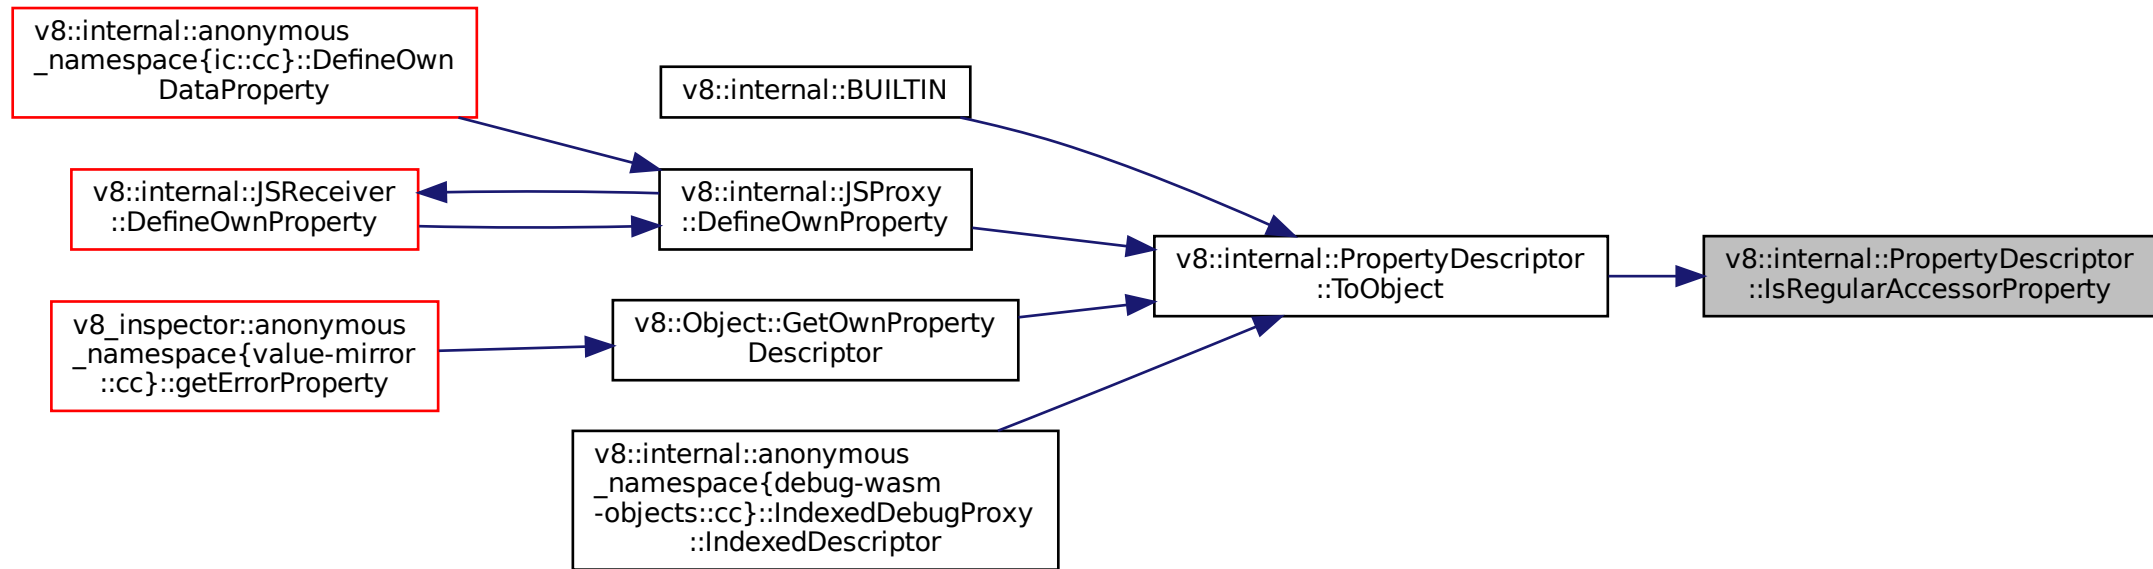 v8::internal::anonymous
_namespace{ic::cc}::DefineOwn
DataProperty
v8::internal::JSReceiver
::DefineOwnProperty
v8_inspector::anonymous
_namespace{value-mirror
::cc}::getErrorProperty
v8::internal::BUILTIN
v8::internal::JSProxy
::DefineOwnProperty
v8::Object::GetOwnProperty
Descriptor
v8::internal::anonymous
_namespace{debug-wasm
-objects::cc}::IndexedDebugProxy
::IndexedDescriptor
v8::internal::PropertyDescriptor
::ToObject
v8::internal::PropertyDescriptor
::IsRegularAccessorProperty